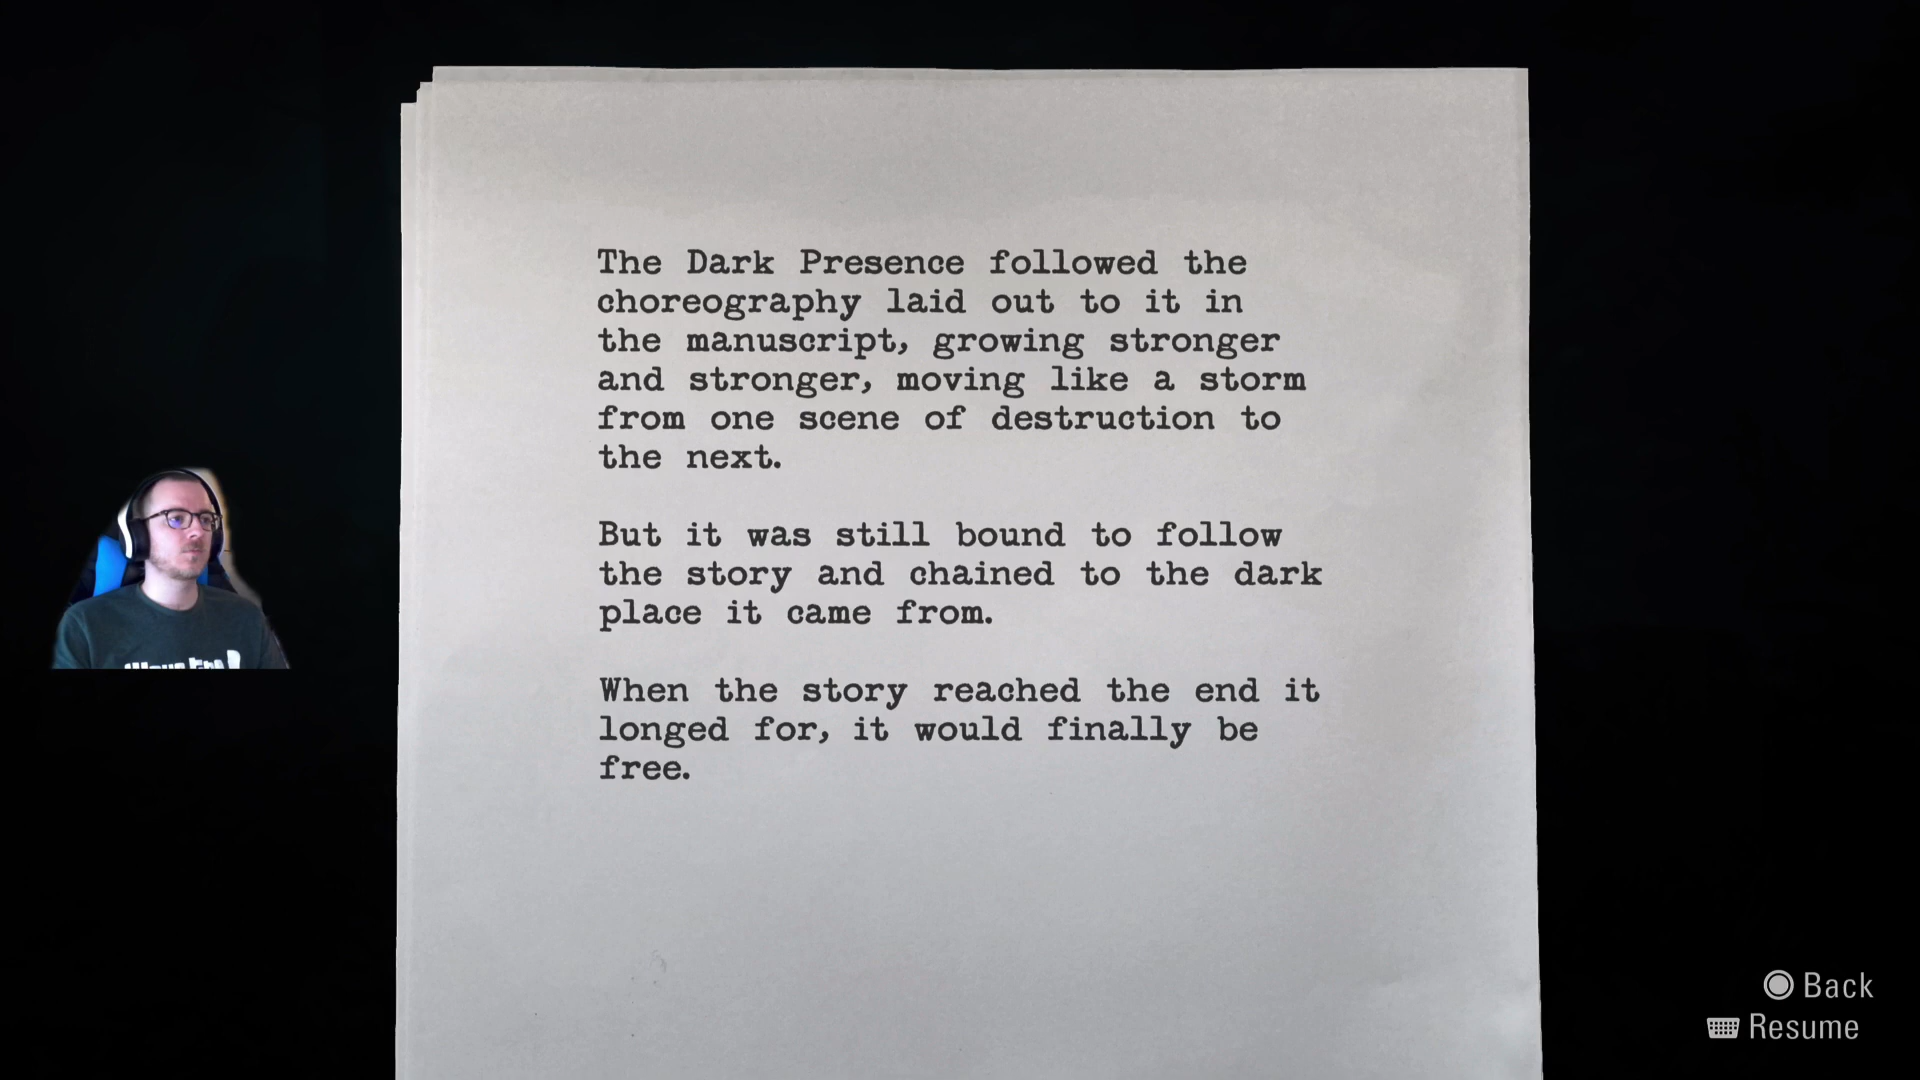 The Dark Presence followed the
choreography laid out to it in
the manuscript, growing stronger
and stronger, moving like a storm
from one scene of destruction to
the next.
But it was still bound to follow
the story and chained to the dark
place it came from.
When the story reached the end it
longed for, it would finally be
free.
Back
Resume